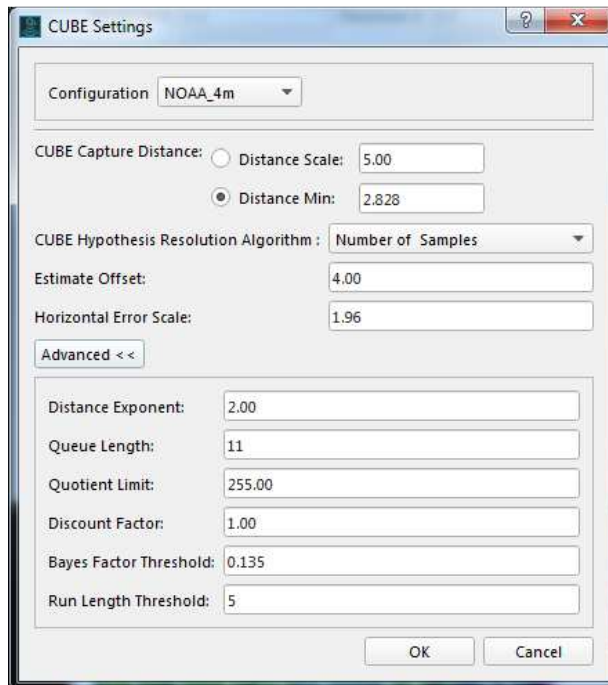 CUBE Settings
Configuration NOAA_4m
CUBE Capture Distance: Distance Scale: 5.00
Distance Min: 2.828
CUBE Hypothesis Resolution Algorithm : Number of Samples
Estimate Offset: 4.00
Horizontal Error Scale: 1.96
Advanced <<
Distance Exponent: 2.00
Queue Length: 11
Quotient Limit: 255.00
Discount Factor: 1.00
Bayes Factor Threshold: 0.135
Run Length Threshold: 5
OK Cancel